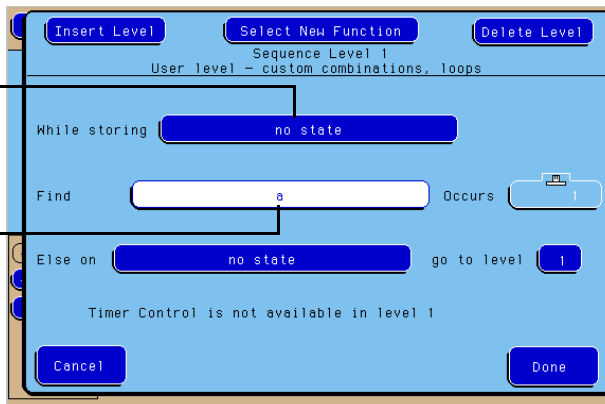 Insert Level Select New Function Delete Level
Sequence Level 1
User level – custom combinations, loops
While storing no state
Find a Occurs 1
Else on no state go to level 1
Timer Control is not available in level 1
Cancel Done